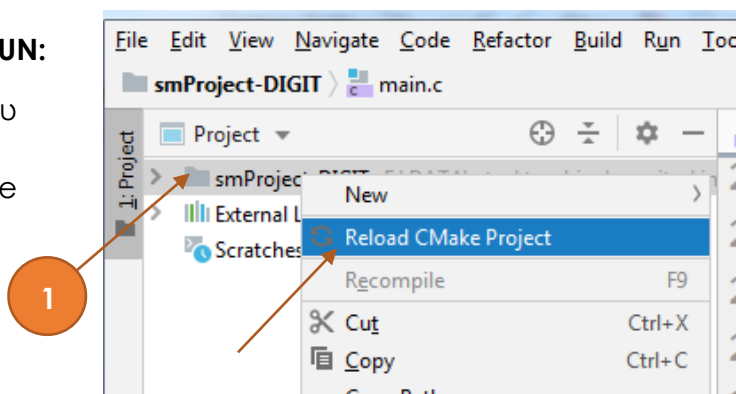 UN:
υ
e
File Edit View Navigate Code Refactor Build Run
smProject-DIGIT main.c
1: Project
Project
smProjec
New
External L
Reload CMake Project
Scratches
Recompile F9
1
Cut Ctrl+X
Copy Ctrl+C